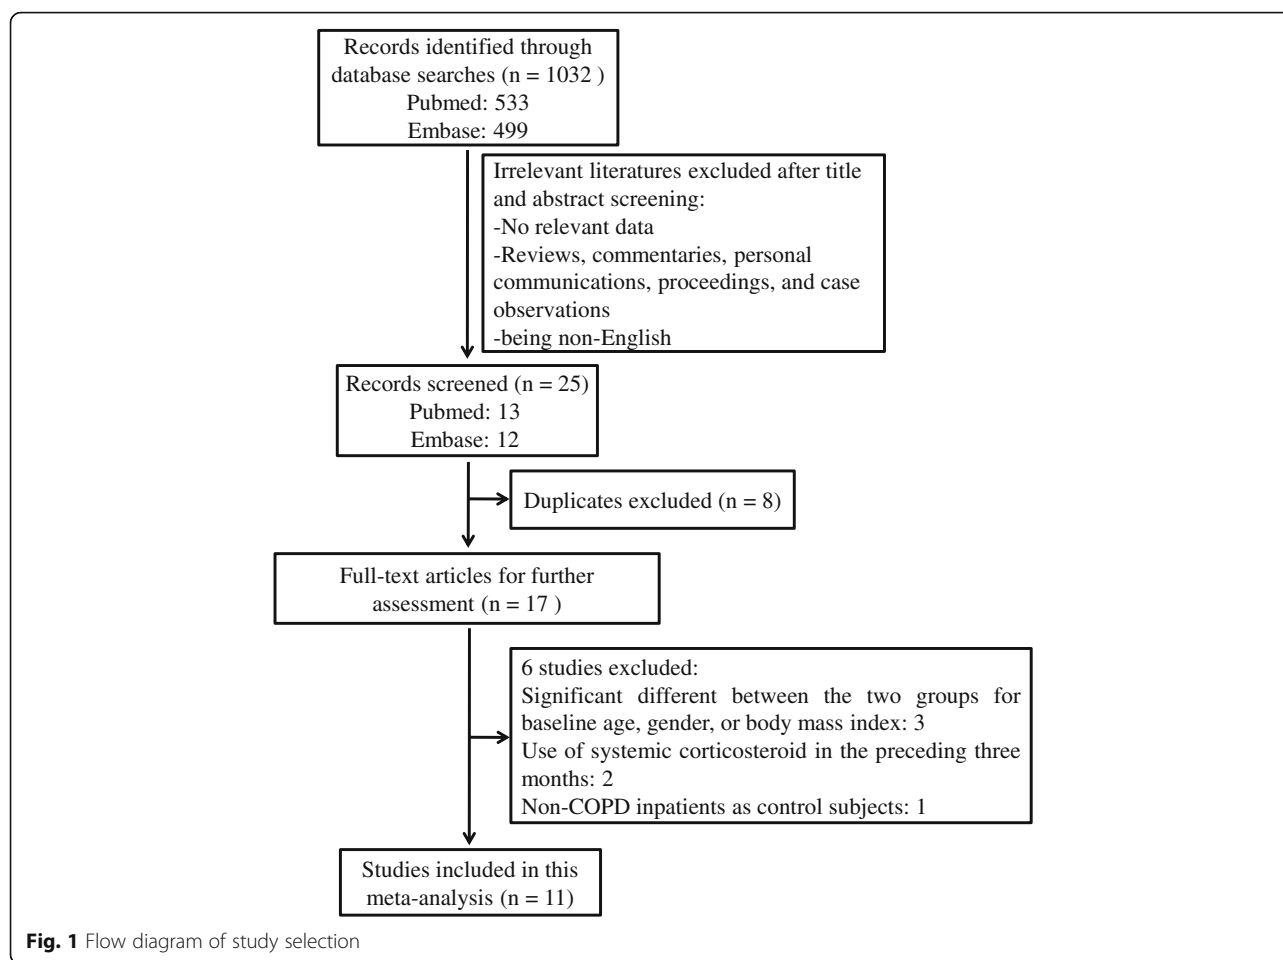 Records identified through
database searches (n = 1032 )
Pubmed: 533
Embase: 499
Irrelevant literatures excluded after title
and abstract screening:
-No relevant data
-Reviews, commentaries, personal
communications, proceedings, and case
observations
-being non-English
Records screened (n = 25)
Pubmed: 13
Embase: 12
Duplicates excluded (n = 8)
Full-text articles for further
assessment (n = 17 )
6 studies excluded:
Significant different between the two groups for
baseline age, gender, or body mass index: 3
Use of systemic corticosteroid in the preceding three
months: 2
Non-COPD inpatients as control subjects: 1
Studies included in this
meta-analysis (n = 11)
Fig. 1 Flow diagram of study selection